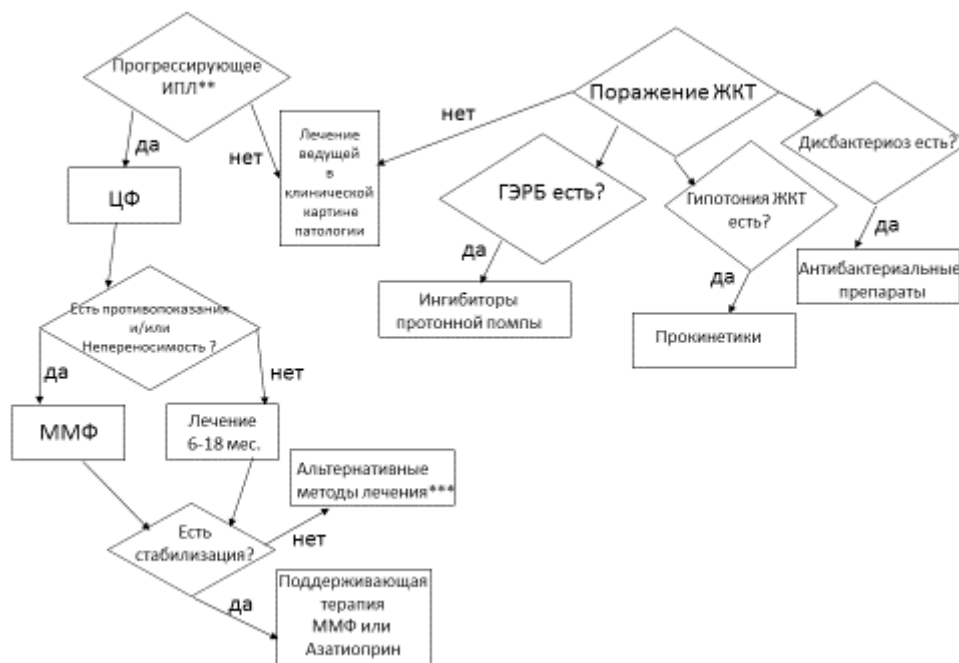 Прогрессирующее
ИПЛ**
да
нет
ЦФ
Лечение
ведущей
в
клинической
картине
патологии
Есть противопоказания
и/или
Непереносимость ?
да
нет
ММФ
Лечение
6-18 мес.
Есть
стабилизация?
нет
Альтернативные
методы лечения***
да
Поддерживающая
терапия
ММФ или
Азатиоприн
Поражение ЖКТ
нет
ГЭРБ есть?
да
Ингибиторы
протонной помпы
Гипотония ЖКТ
есть?
да
Прокинетики
Дисбактериоз есть?
да
Антибактериальные
препараты